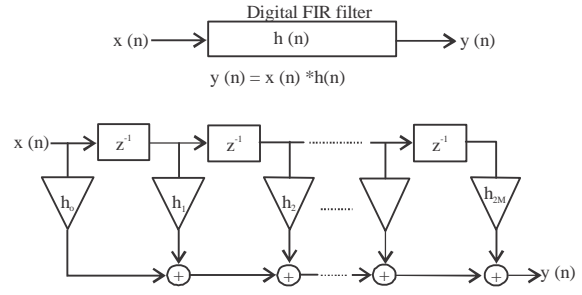 Digital FIR filter
x (n) h (n) y (n)
y (n) = x (n) *h(n)
x (n) z⁻¹ z⁻¹ z⁻¹
h₀ h₁ h₂ h₂M
+ + + + y (n)